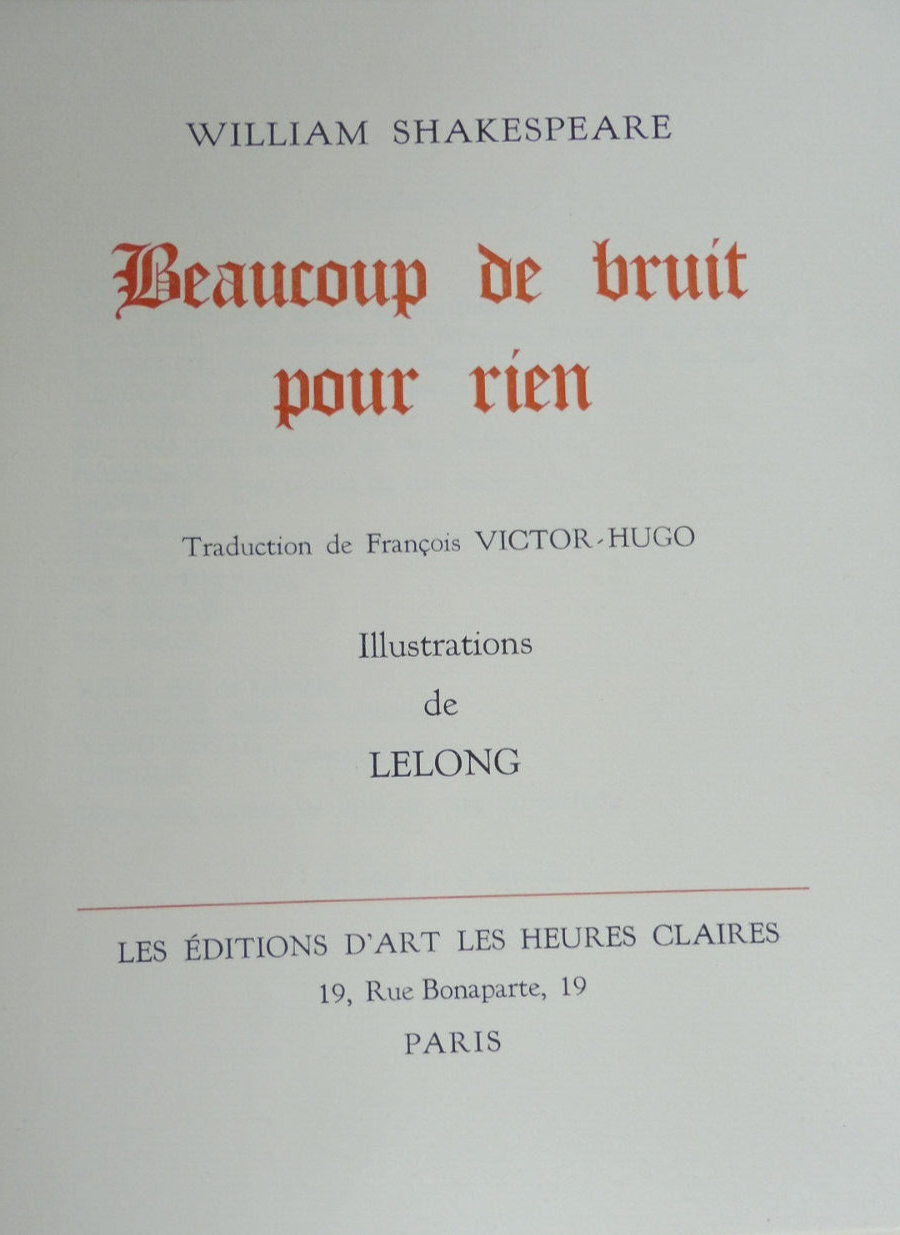 WILLIAM SHAKESPEARE
Beaucoup de bruit
pour rien
Traduction de François VICTOR-HUGO
Illustrations
de
LELONG
LES ÉDITIONS D'ART LES HEURES CLAIRES
19, Rue Bonaparte, 19
PARIS